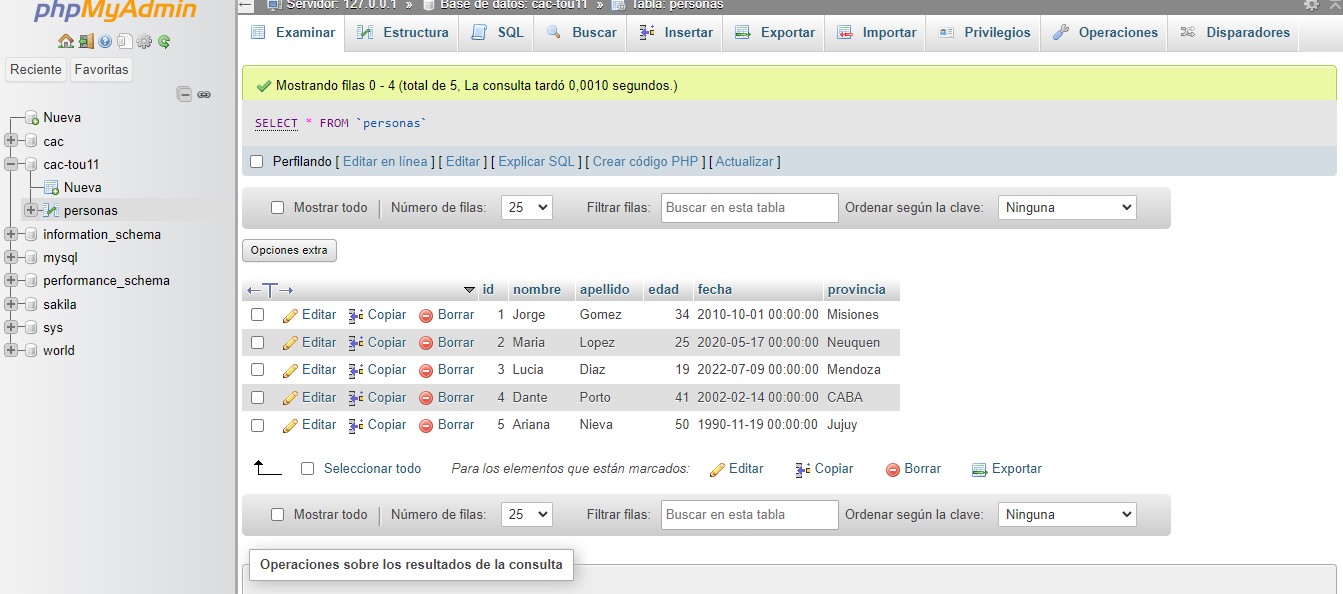 phpMyAdmin
Reciente Favoritas
Nueva
cac
cac-tou11
Nueva
personas
information_schema
mysql
performance_schema
sakila
sys
world
Servidor: 127.0.0.1 » Base de datos: cac-tou11 » Tabla: personas
Examinar Estructura SQL Buscar Insertar Exportar Importar Privilegios Operaciones Disparadores
Mostrando filas 0 - 4 (total de 5, La consulta tardó 0,0010 segundos.)
SELECT * FROM `personas`
Perfilando [ Editar en línea ] [ Editar ] [ Explicar SQL ] [ Crear código PHP ] [ Actualizar ]
Mostrar todo | Número de filas: 25 Filtrar filas: Buscar en esta tabla Ordenar según la clave: Ninguna
Opciones extra
←T→ id nombre apellido edad fecha provincia
Editar Copiar Borrar 1 Jorge Gomez 34 2010-10-01 00:00:00 Misiones
Editar Copiar Borrar 2 Maria Lopez 25 2020-05-17 00:00:00 Neuquen
Editar Copiar Borrar 3 Lucia Diaz 19 2022-07-09 00:00:00 Mendoza
Editar Copiar Borrar 4 Dante Porto 41 2002-02-14 00:00:00 CABA
Editar Copiar Borrar 5 Ariana Nieva 50 1990-11-19 00:00:00 Jujuy
Seleccionar todo Para los elementos que están marcados: Editar Copiar Borrar Exportar
Mostrar todo | Número de filas: 25 Filtrar filas: Buscar en esta tabla Ordenar según la clave: Ninguna
Operaciones sobre los resultados de la consulta